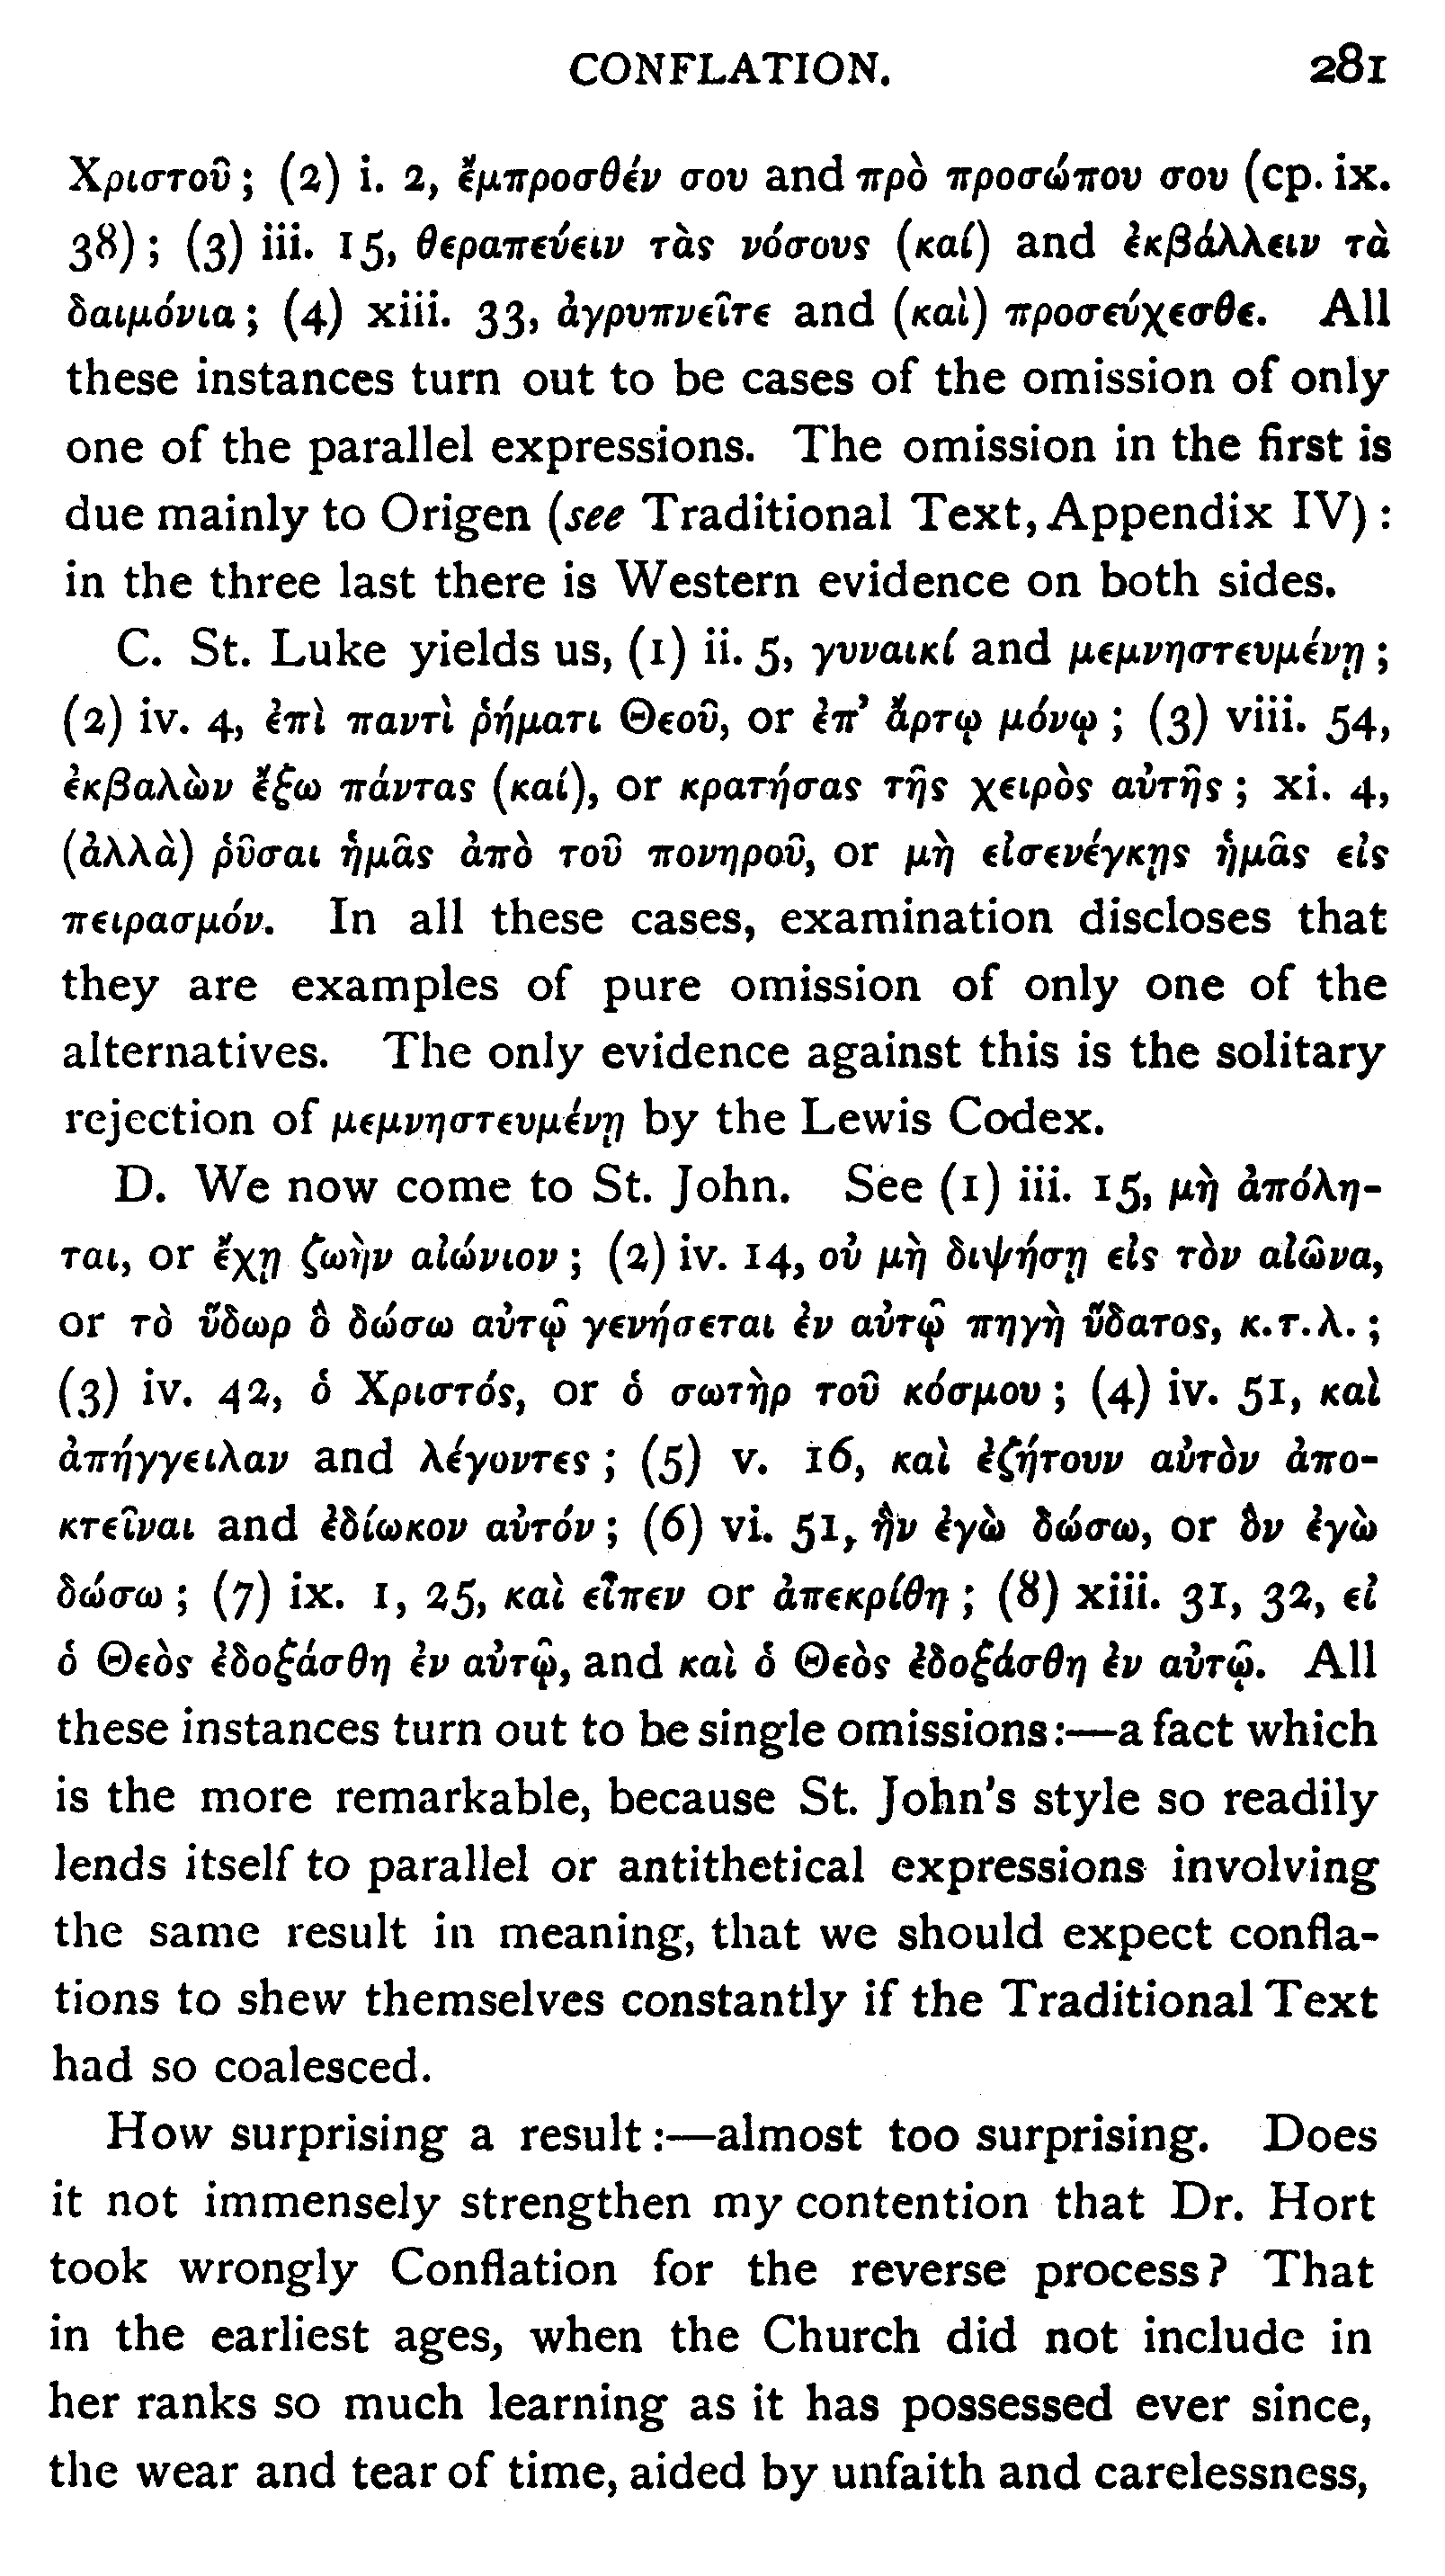 CONFLATION. 281
Χριστοῦ; (2) i. 2, ἔμπροσθέν σου and πρὸ προσώπου σου (cp. ix.
38); (3) iii. 15, θεραπεύειν τὰς νόσους (καί) and ἐκβάλλειν τὰ
δαιμόνια; (4) xiii. 33, ἀγρυπνεῖτε and (καὶ) προσεύχεσθε. All
these instances turn out to be cases of the omission of only
one of the parallel expressions. The omission in the first is
due mainly to Origen (see Traditional Text, Appendix IV):
in the three last there is Western evidence on both sides.
C. St. Luke yields us, (1) ii. 5, γυναικί and μεμνηστευμένῃ;
(2) iv. 4, ἐπὶ παντὶ ῥήματι Θεοῦ, or ἐπ’ ἄρτῳ μόνῳ; (3) viii. 54,
ἐκβαλὼν ἔξω πάντας (καί), or κρατήσας τῆς χειρὸς αὐτῆς; xi. 4,
(ἀλλὰ) ῥῦσαι ἡμᾶς ἀπὸ τοῦ πονηροῦ, or μὴ εἰσενέγκῃς ἡμᾶς εἰς
πειρασμόν. In all these cases, examination discloses that
they are examples of pure omission of only one of the
alternatives. The only evidence against this is the solitary
rejection of μεμνηστευμένῃ by the Lewis Codex.
D. We now come to St. John. See (1) iii. 15, μὴ ἀπόλη-
ται, or ἔχῃ ζωὴν αἰώνιον; (2) iv. 14, οὐ μὴ διψήσῃ εἰς τὸν αἰῶνα,
or τὸ ὕδωρ ὃ δώσω αὐτῷ γενήσεται ἐν αὐτῷ πηγὴ ὕδατος, κ.τ.λ.;
(3) iv. 42, ὁ Χριστός, or ὁ σωτὴρ τοῦ κόσμου; (4) iv. 51, καὶ
ἀπήγγειλαν and λέγοντες; (5) v. 16, καὶ ἐζήτουν αὐτὸν ἀπο-
κτεῖναι and ἐδίωκον αὐτόν; (6) vi. 51, ἣν ἐγὼ δώσω, or ὃν ἐγὼ
δώσω; (7) ix. 1, 25, καὶ εἶπεν or ἀπεκρίθη; (8) xiii. 31, 32, εἰ
ὁ Θεὸς ἐδοξάσθη ἐν αὐτῷ, and καὶ ὁ Θεὸς ἐδοξάσθη ἐν αὐτῷ. All
these instances turn out to be single omissions:—a fact which
is the more remarkable, because St. John's style so readily
lends itself to parallel or antithetical expressions involving
the same result in meaning, that we should expect confla-
tions to shew themselves constantly if the Traditional Text
had so coalesced.
How surprising a result:—almost too surprising. Does
it not immensely strengthen my contention that Dr. Hort
took wrongly Conflation for the reverse process? That
in the earliest ages, when the Church did not include in
her ranks so much learning as it has possessed ever since,
the wear and tear of time, aided by unfaith and carelessness,